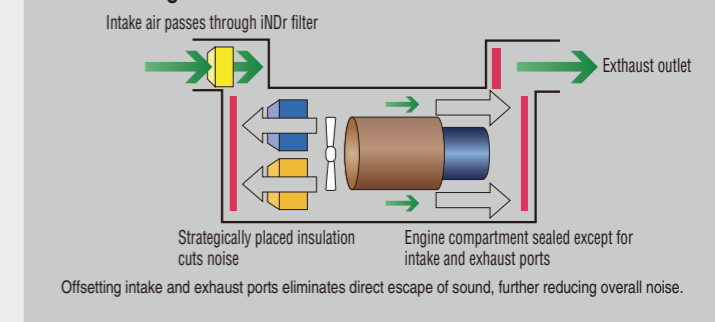 Intake air passes through iNDr filter
Exthaust outlet
Strategically placed insulation
cuts noise
Engine compartment sealed except for
intake and exhaust ports
Offsetting intake and exhaust ports eliminates direct escape of sound, further reducing overall noise.